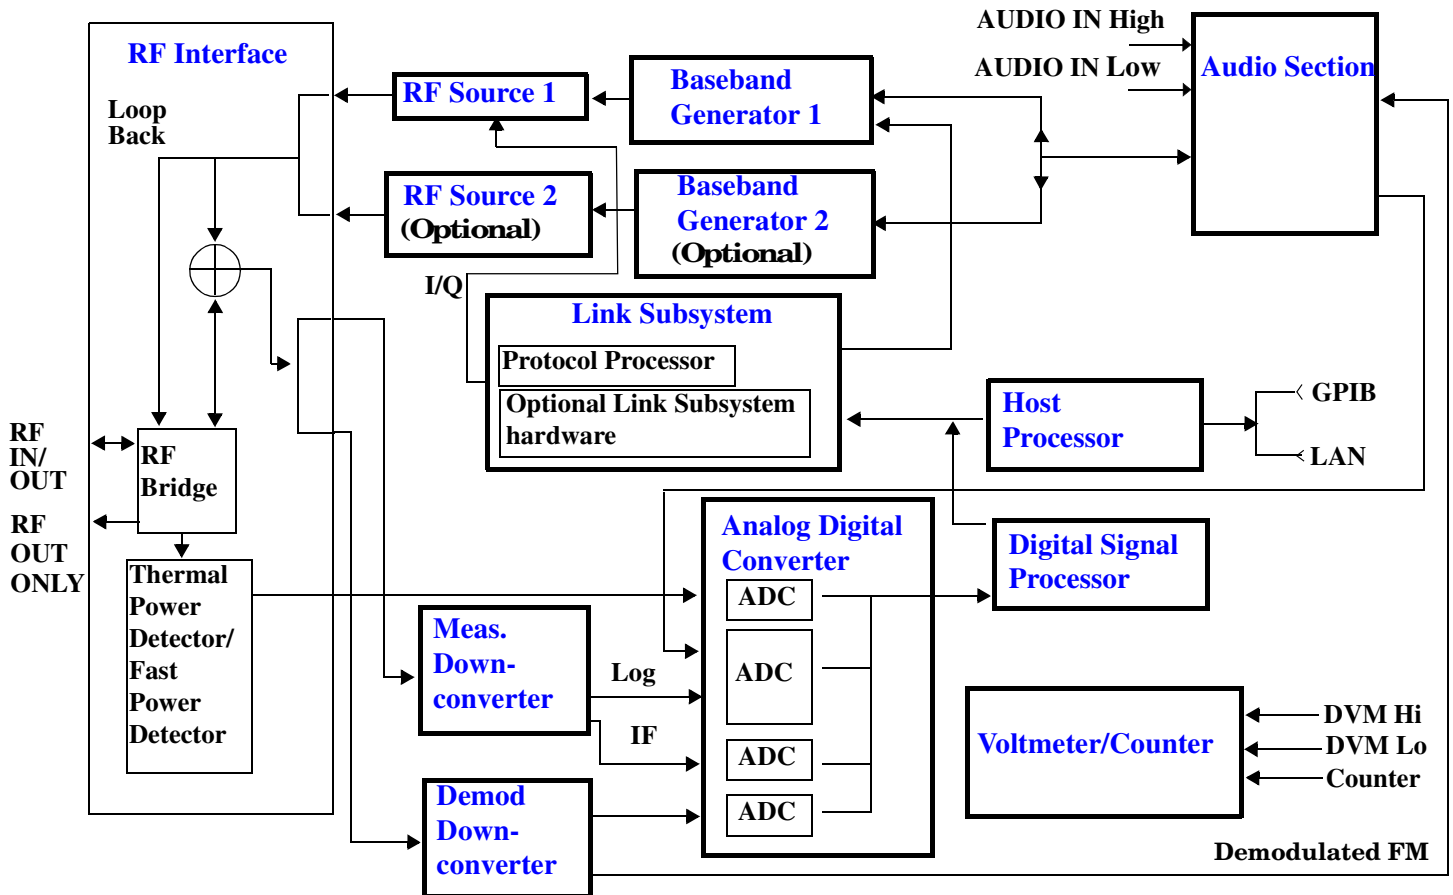 RF Interface
Loop
Back
RF Source 1
RF Source 2
(Optional)
Baseband
Generator 1
Baseband
Generator 2
(Optional)
AUDIO IN High
AUDIO IN Low
Audio Section
I/Q
Link Subsystem
Protocol Processor
Optional Link Subsystem
hardware
Host
Processor
GPIB
LAN
RF
IN/
OUT
RF
OUT
ONLY
RF
Bridge
Thermal
Power
Detector/
Fast
Power
Detector
Meas.
Down-
converter
Log
IF
Demod
Down-
converter
Analog Digital
Converter
ADC
ADC
ADC
ADC
Digital Signal
Processor
Voltmeter/Counter
DVM Hi
DVM Lo
Counter
Demodulated FM